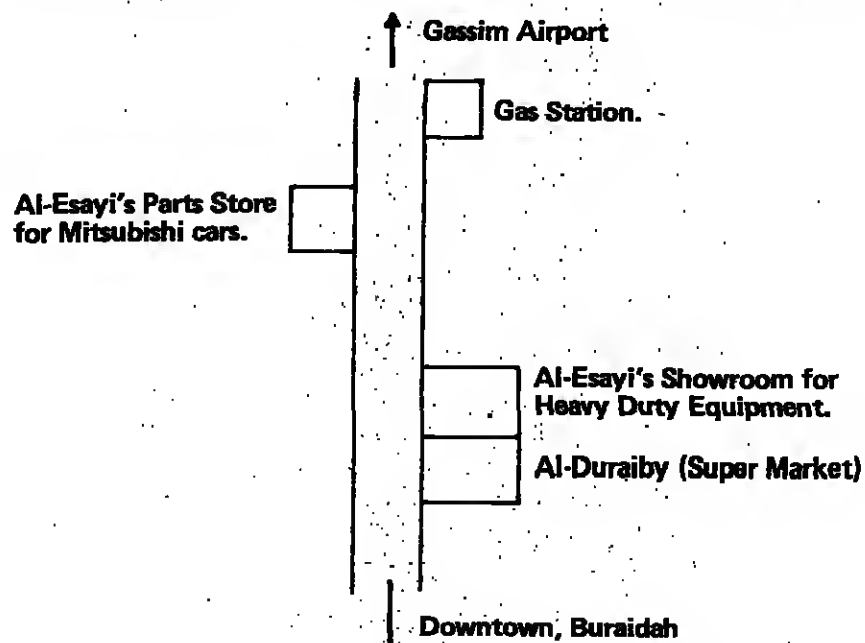 Gassim Airport
Gas Station.
Al-Esayi's Parts Store
for Mitsubishi cars.
Al-Esayi's Showroom for
Heavy Duty Equipment.
Al-Duraiby (Super Market)
Downtown, Buraidah